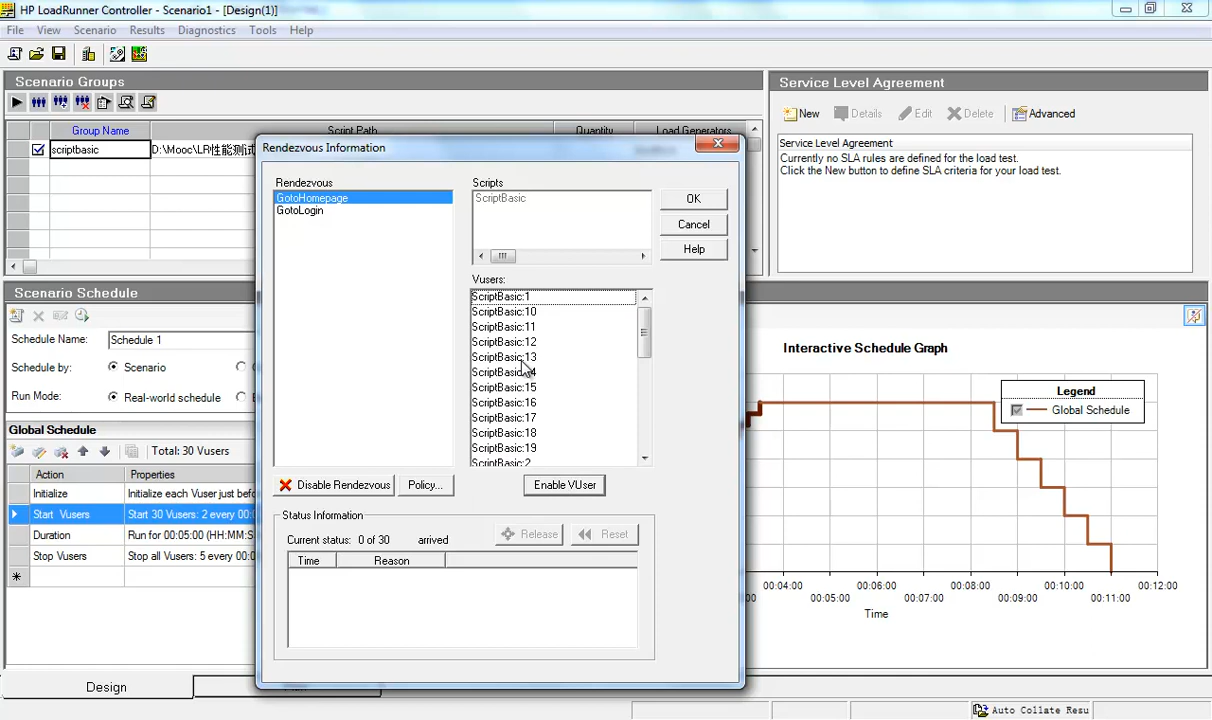 HP LoadRunner Controller - Scenario1 - [Design(1)]
File View Scenario Results Diagnostics Tools Help
Scenario Groups
Group Name Script Path Quantity Load Generators
scriptbasic D:\Mooc\LR性能测试
Service Level Agreement
New Details Edit Delete Advanced
Service Level Agreement
Currently no SLA rules are defined for the load test.
Click the New button to define SLA criteria for your load test.
Rendezvous Information
Rendezvous
GotoHomepage
GotoLogin
Scripts
ScriptBasic
OK
Cancel
Help
Vusers:
ScriptBasic:1
ScriptBasic:10
ScriptBasic:11
ScriptBasic:12
ScriptBasic:13
ScriptBasic:14
ScriptBasic:15
ScriptBasic:16
ScriptBasic:17
ScriptBasic:18
ScriptBasic:19
ScriptBasic:2
Disable Rendezvous Policy... Enable VUser
Status Information
Current status: 0 of 30 arrived
Release Reset
Time Reason
Scenario Schedule
Schedule Name: Schedule 1
Schedule by: Scenario
Run Mode: Real-world schedule
Global Schedule
Total: 30 Vusers
Action Properties
Initialize Initialize each Vuser just befo
Start Vusers Start 30 Vusers: 2 every 00:
Duration Run for 00:05:00 (HH:MM:S
Stop Vusers Stop all Vusers: 5 every 00:0
Interactive Schedule Graph
Legend
Global Schedule
00:04:00 00:06:00 00:08:00 00:10:00 00:12:00
00:05:00 00:07:00 00:09:00 00:11:00
Time
Design
Auto Collate Resu